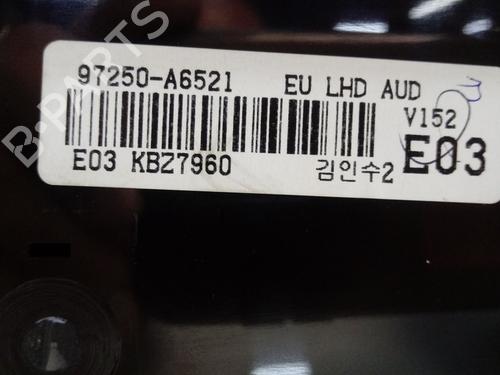 97250-A6521 EU LHD AUD
V152
E03 KBZ7960 김인수2 E03
B-PARTS